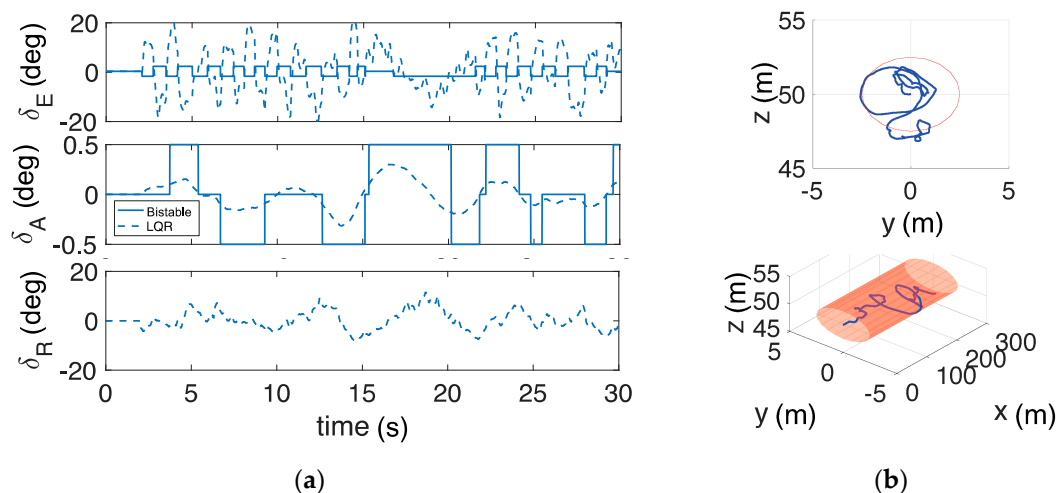 20
0
-20
δE (deg)
0.5
0
-0.5
δA (deg)
Bistable
LQR
20
0
-20
δR (deg)
0 5 10 15 20 25 30
time (s)
(a)
55
50
45
z (m)
-5 0 5
y (m)
55
50
45
z (m)
5 0 -5
y (m)
0 100 200 300
x (m)
(b)